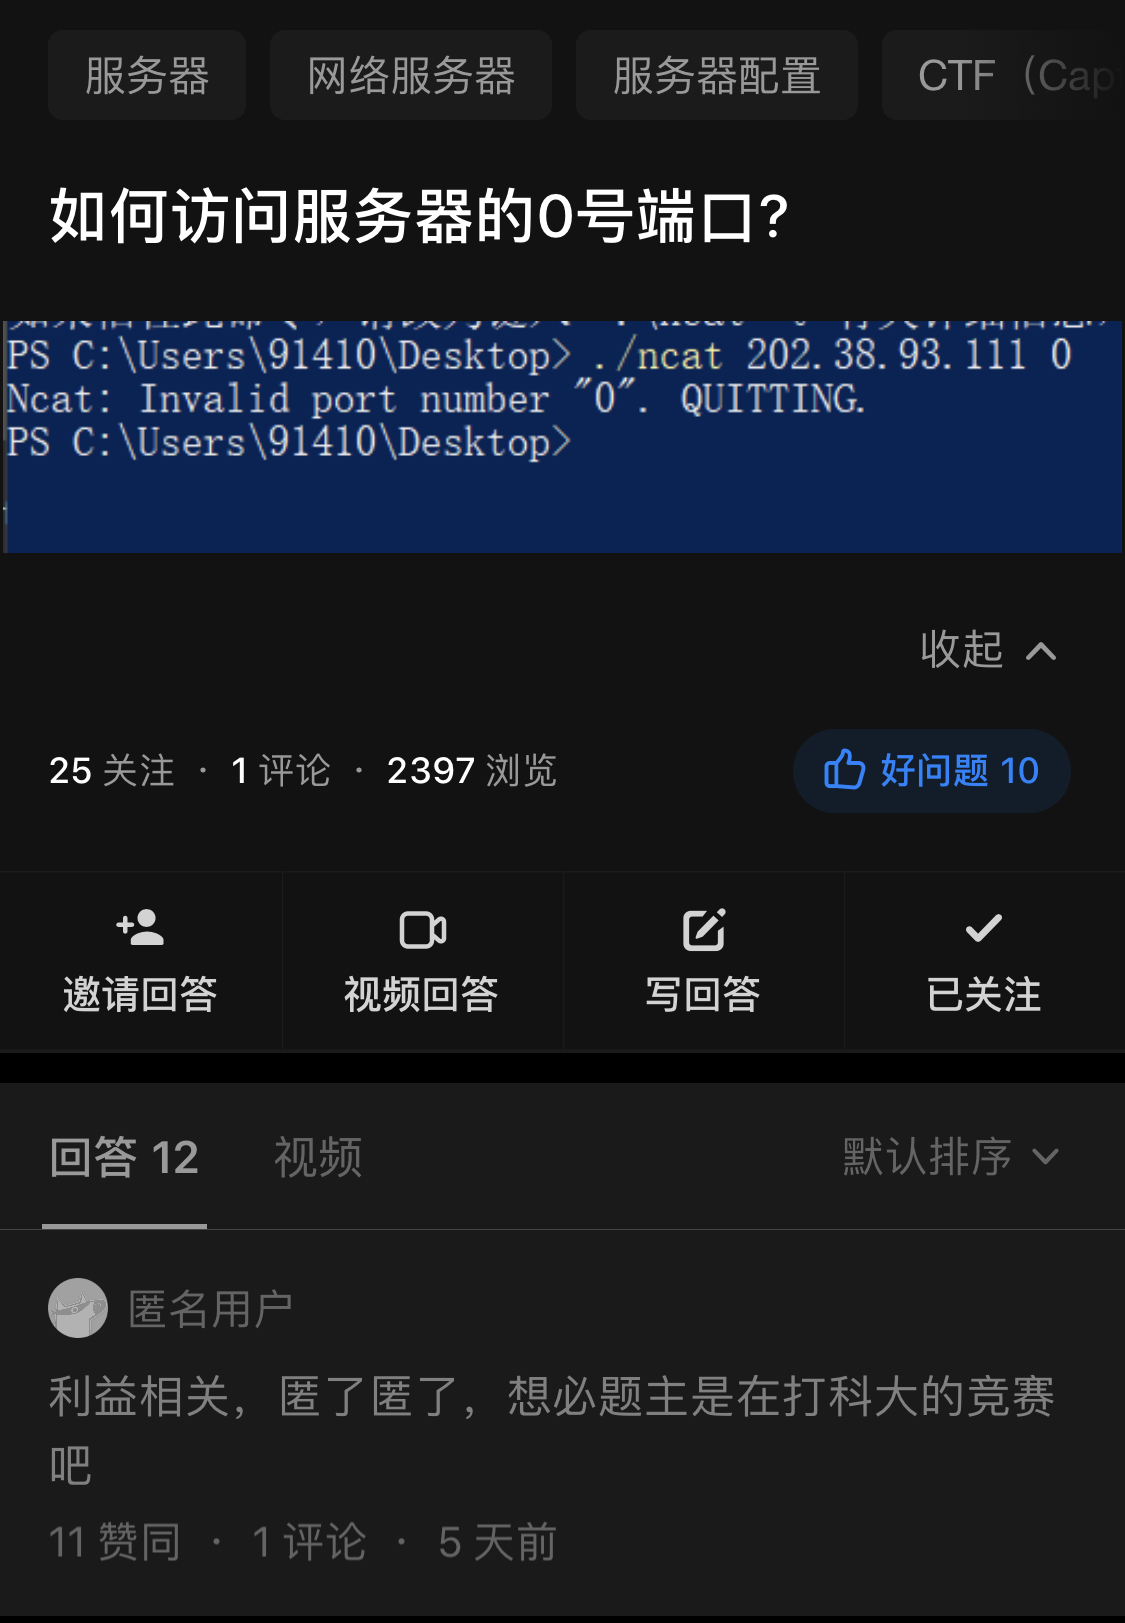 服务器 网络服务器 服务器配置 CTF（Cap
如何访问服务器的0号端口?
PS C:\Users\91410\Desktop> ./ncat 202.38.93.111 0
Ncat: Invalid port number "0". QUITTING.
PS C:\Users\91410\Desktop>
收起
25 关注 · 1 评论 · 2397 浏览 好问题 10
邀请回答 视频回答 写回答 已关注
回答 12 视频 默认排序
匿名用户
利益相关，匿了匿了，想必题主是在打科大的竞赛
吧
11 赞同 · 1 评论 · 5 天前